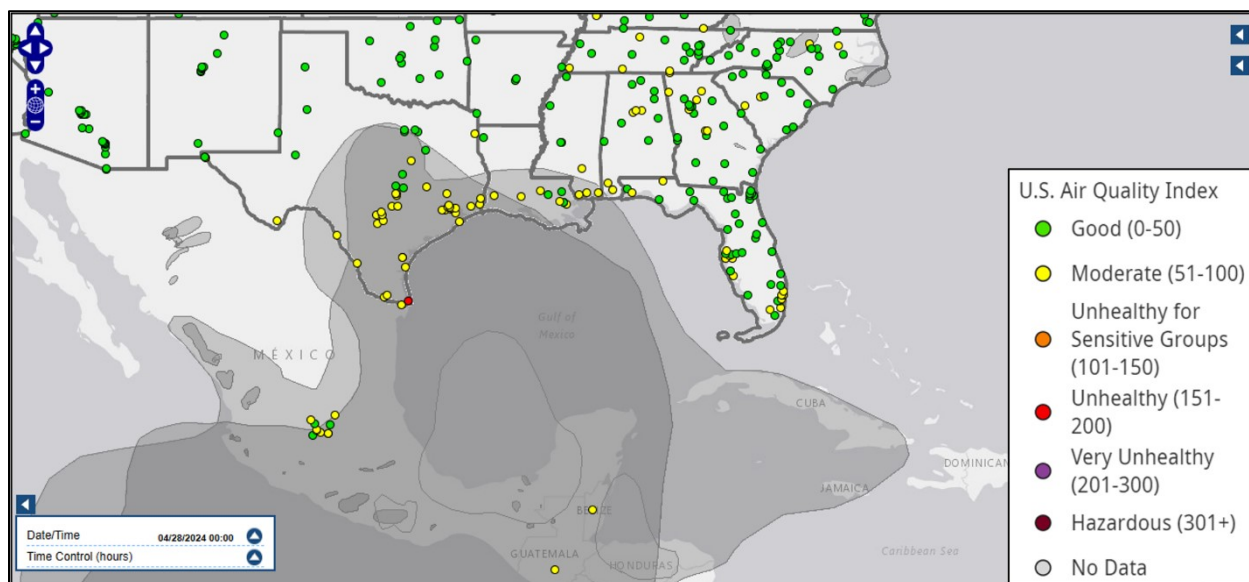 U.S. Air Quality Index
Good (0-50)
Moderate (51-100)
Unhealthy for
Sensitive Groups
(101-150)
Unhealthy (151-
200)
Very Unhealthy
(201-300)
Hazardous (301+)
No Data
Gulf of
Mexico
MÉXICO
CUBA
DOMINICAN
JAMAICA
BELIZE
GUATEMALA
HONDURAS
Caribbean Sea
Date/Time 04/28/2024 00:00
Time Control (hours)